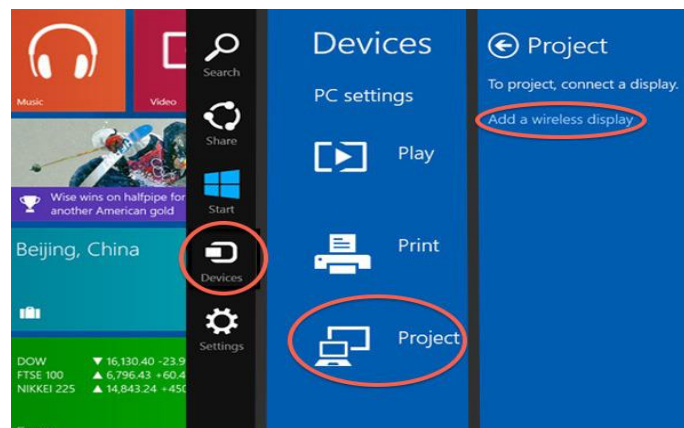 Music
Video
Wise wins on halfpipe for
another American gold
Beijing, China
DOW ▼ 16,130.40 -23.9
FTSE 100 ▲ 6,796.43 +60.4
NIKKEI 225 ▲ 14,843.24 +450
Search
Share
Start
Devices
Settings
Devices
PC settings
Play
Print
Project
Project
To project, connect a display.
Add a wireless display